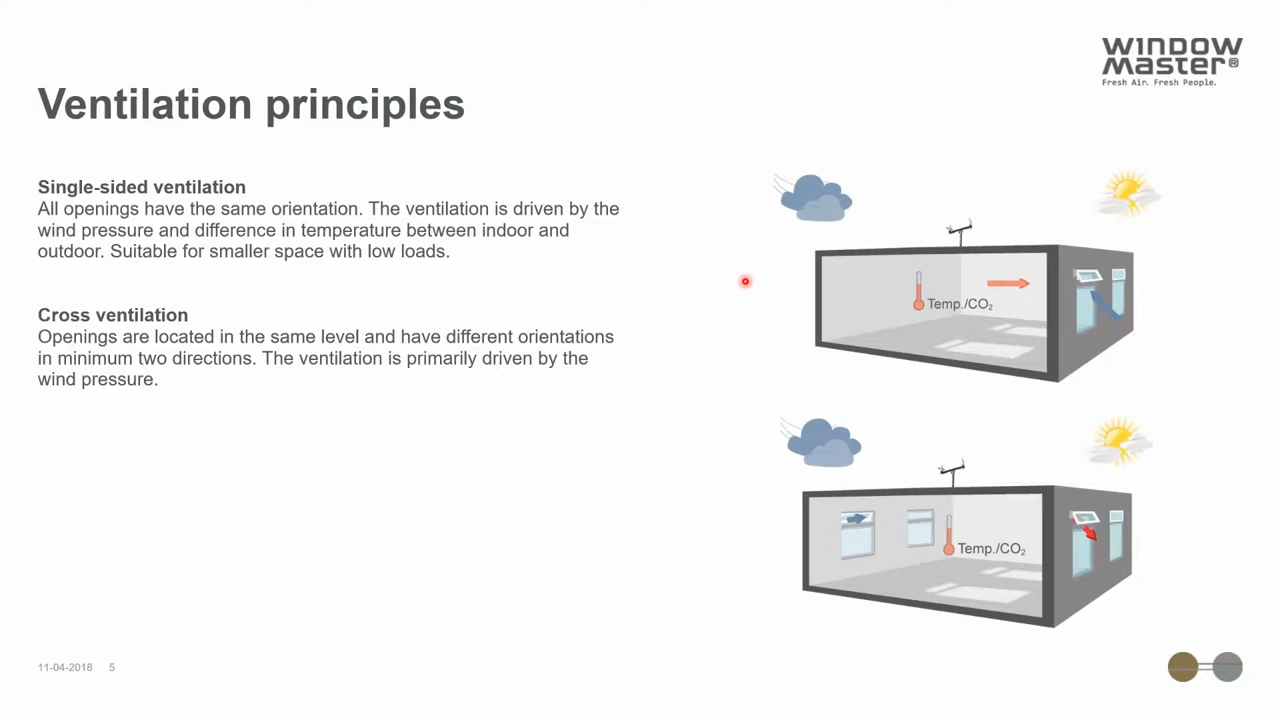 WINDOW
Master®
Fresh Air. Fresh People.
Ventilation principles
Single-sided ventilation
All openings have the same orientation. The ventilation is driven by the
wind pressure and difference in temperature between indoor and
outdoor. Suitable for smaller space with low loads.
Cross ventilation
Openings are located in the same level and have different orientations
in minimum two directions. The ventilation is primarily driven by the
wind pressure.
Temp./CO₂
Temp./CO₂
11-04-2018 5